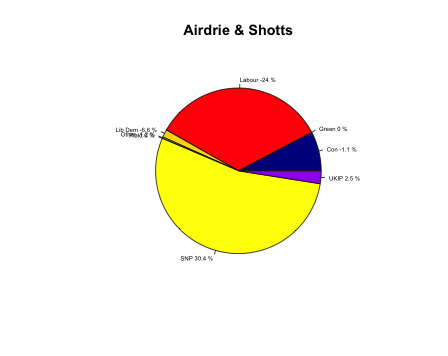 Airdrie & Shotts
Labour -24 %
Green 0 %
Con -1.1 %
UKIP 2.5 %
SNP 30.4 %
Lib Dem -6.6 %